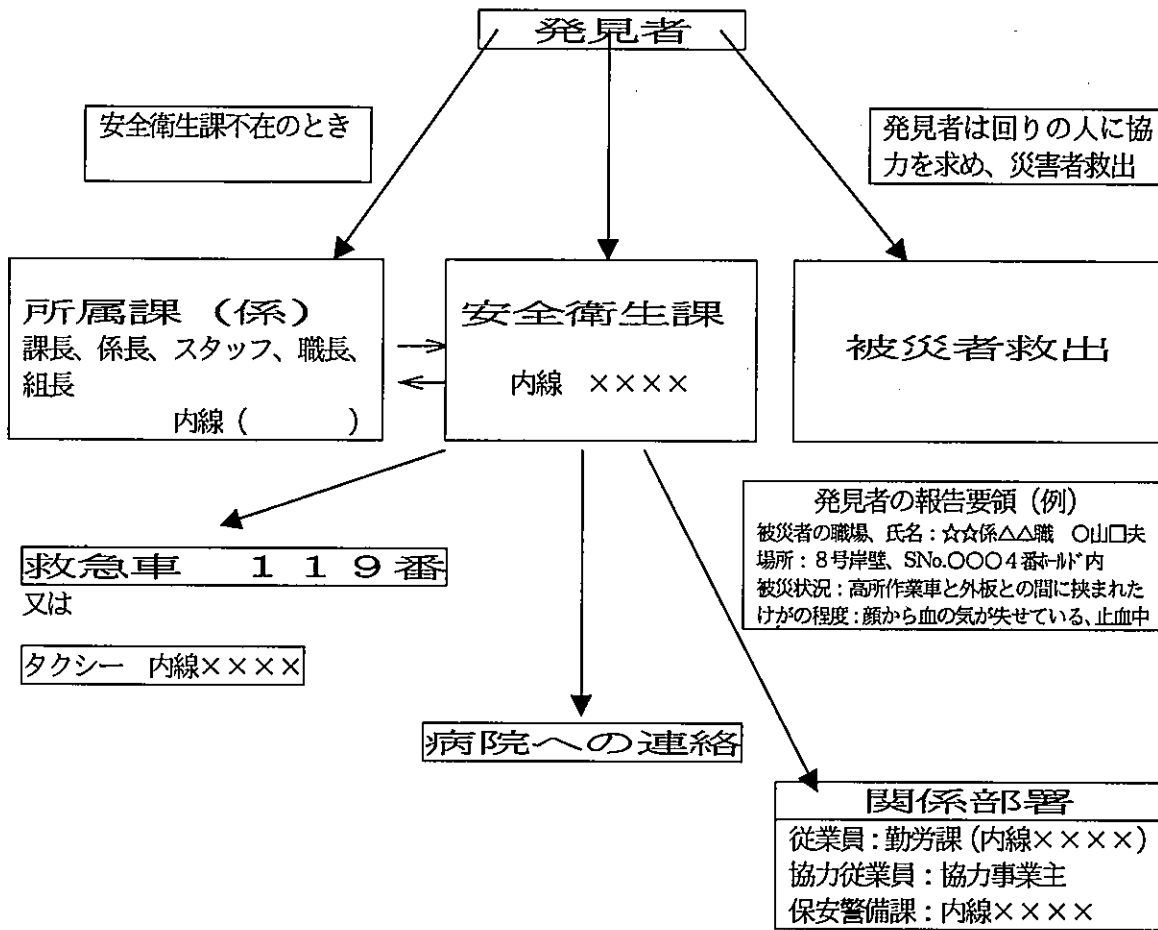 発見者
安全衛生課不在のとき
発見者は回りの人に協
力を求め、災害者救出
所属課（係）
課長、係長、スタッフ、職長、
組長
内線（　　　）
安全衛生課
内線　××××
被災者救出
発見者の報告要領（例）
被災者の職場、氏名：☆☆係△△職　○山□夫
場所：８号岸壁、SNo.○○○４番ﾎｰﾙﾄﾞ内
被災状況：高所作業車と外板との間に挟まれた
けがの程度：顔から血の気が失せている、止血中
救急車　１１９番
又は
タクシー　内線××××
病院への連絡
関係部署
従業員：勤労課（内線××××）
協力従業員：協力事業主
保安警備課：内線××××